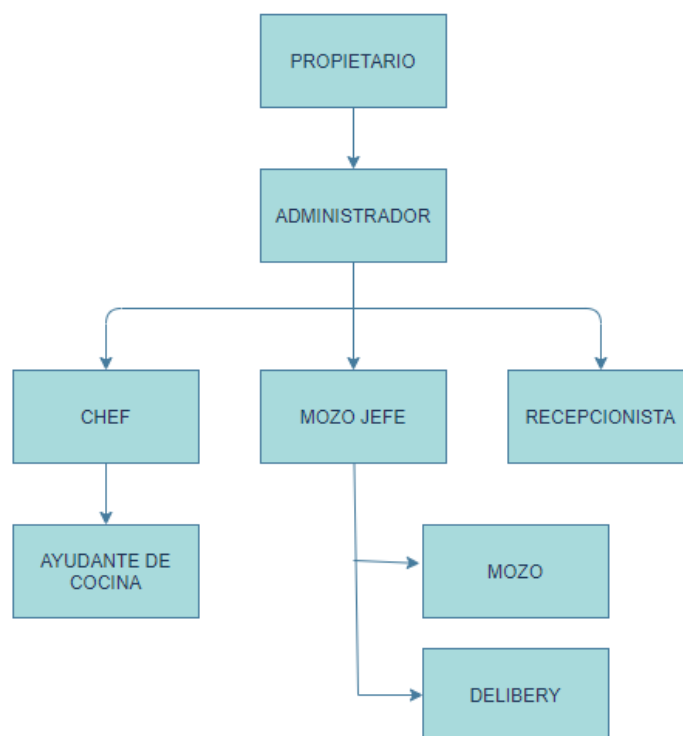 PROPIETARIO
ADMINISTRADOR
CHEF
MOZO JEFE
RECEPCIONISTA
AYUDANTE DE
COCINA
MOZO
DELIBERY